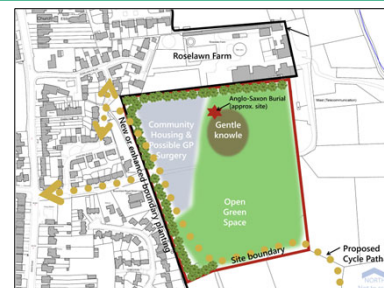 Roselawn Farm
Anglo-Saxon Burial
(approx. site)
Community
Housing &
Possible GP
Surgery
Gentle
knowle
New or enhanced boundary planting
Open
Green
Space
Site boundary
Proposed
Cycle Path
NORTH